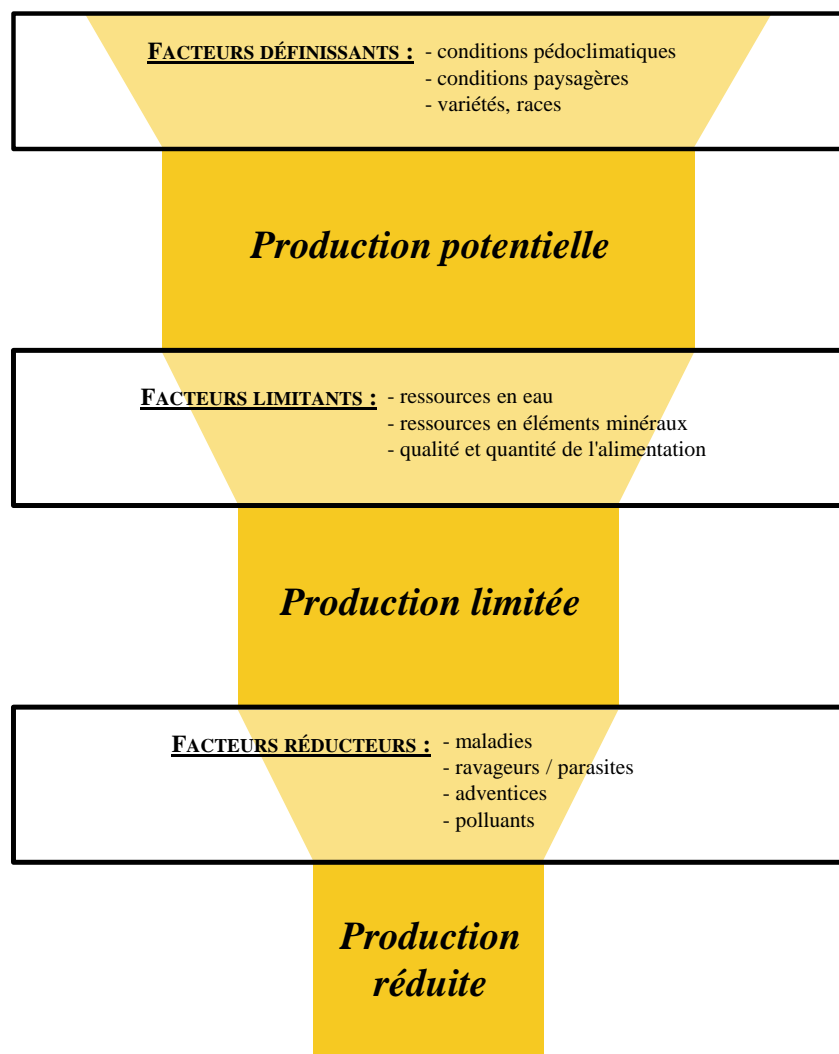 FACTEURS DÉFINISSANTS : - conditions pédoclimatiques
- conditions paysagères
- variétés, races
Production potentielle
FACTEURS LIMITANTS : - ressources en eau
- ressources en éléments minéraux
- qualité et quantité de l'alimentation
Production limitée
FACTEURS RÉDUCTEURS : - maladies
- ravageurs / parasites
- adventices
- polluants
Production
réduite